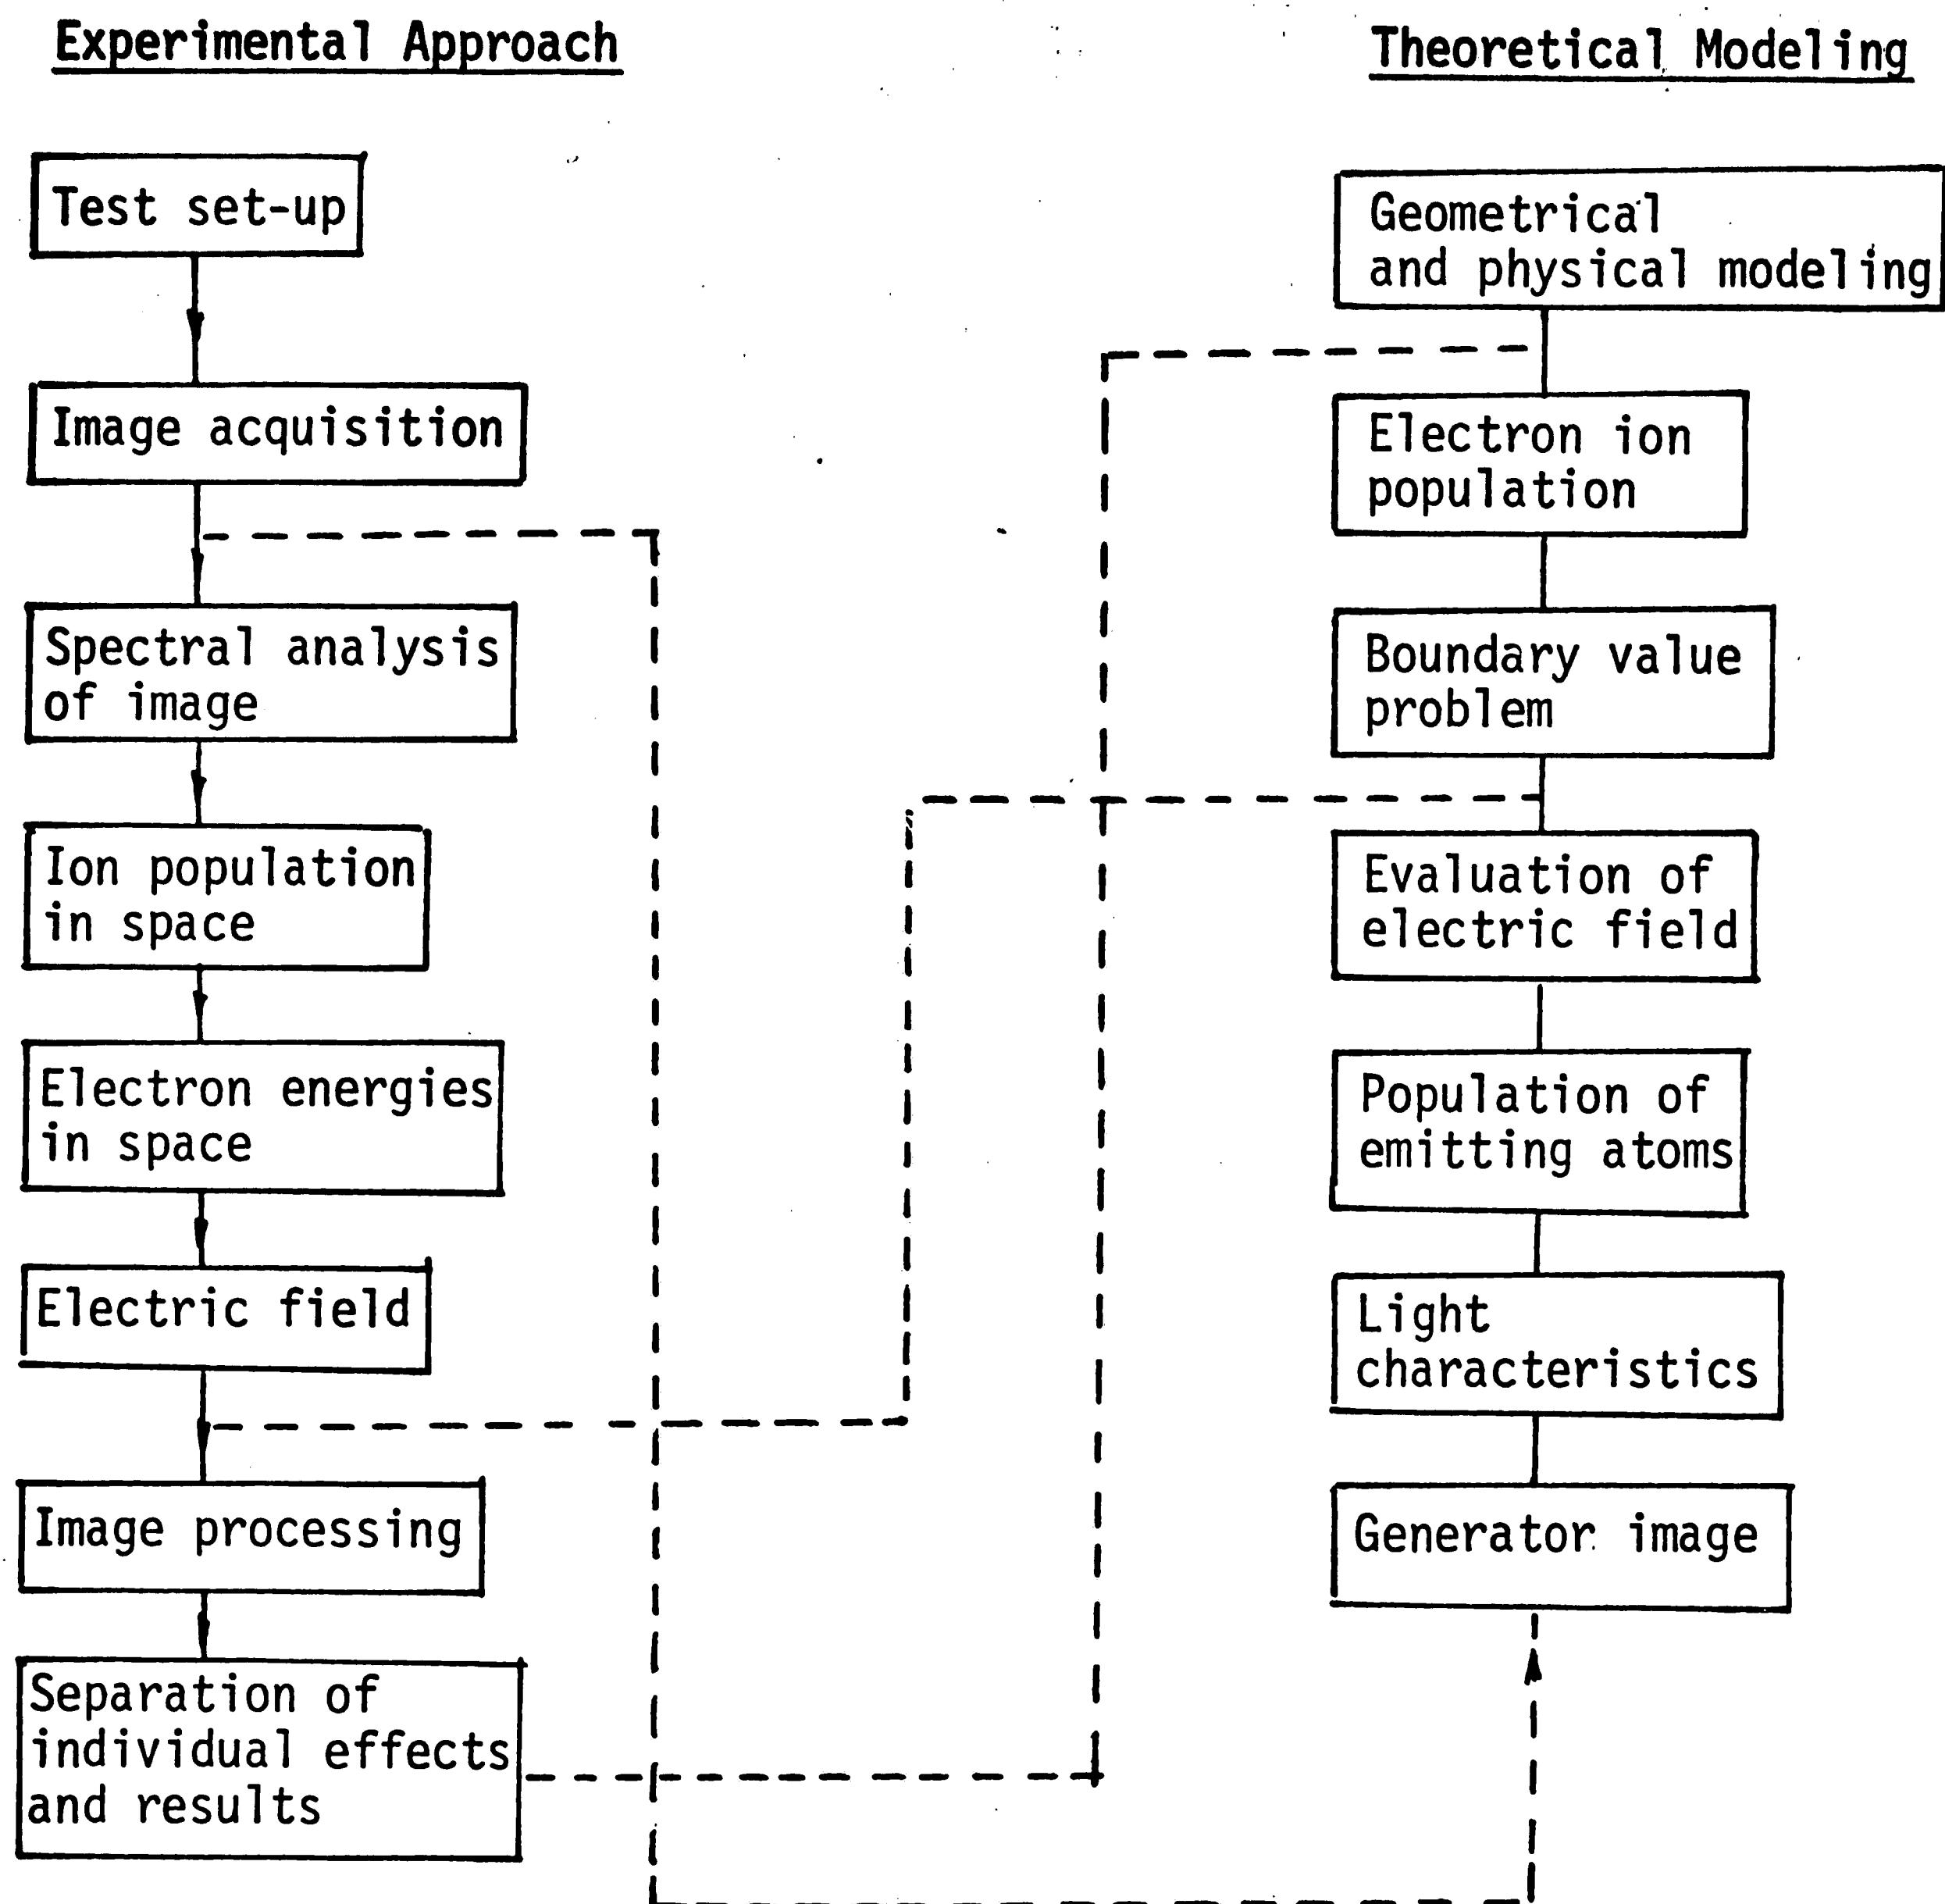 Experimental Approach
Test set-up
Image acquisition
Spectral analysis
of image
Ion population
in space
Electron energies
in space
Electric field
Image processing
Separation of
individual effects
and results
Theoretical Modeling
Geometrical
and physical modeling
Electron ion
population
Boundary value
problem
Evaluation of
electric field
Population of
emitting atoms
Light
characteristics
Generator image